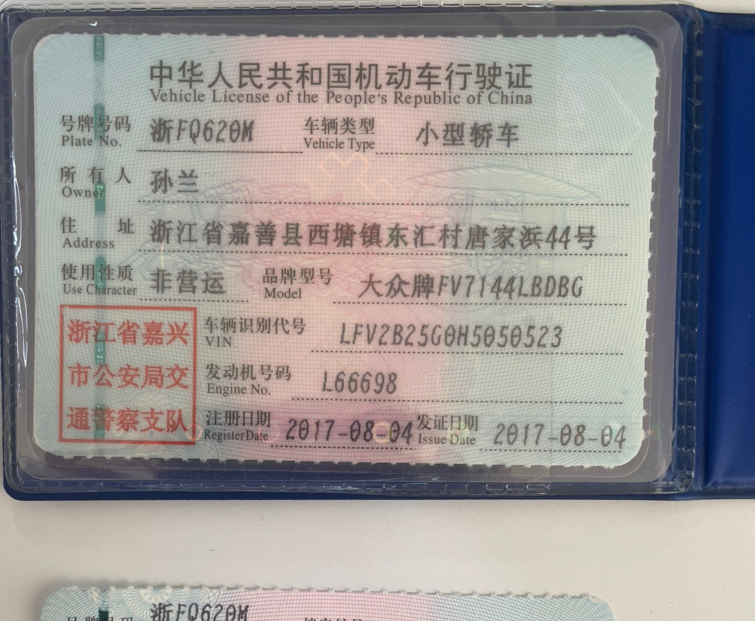 中华人民共和国机动车行驶证
Vehicle License of the People's Republic of China
号牌号码 浙FQ620M 车辆类型 小型轿车
Plate No. Vehicle Type
所有人 孙兰
Owner
住址 浙江省嘉善县西塘镇东汇村唐家浜44号
Address
使用性质 非营运 品牌型号 大众牌FV7144LBDBG
Use Character Model
浙江省嘉兴
市公安局交
通警察支队
车辆识别代号 LFV2B25G0H5050523
VIN
发动机号码 L66698
Engine No.
注册日期 2017-08-04 发证日期 2017-08-04
Register Date Issue Date
号牌号码 浙FQ620M